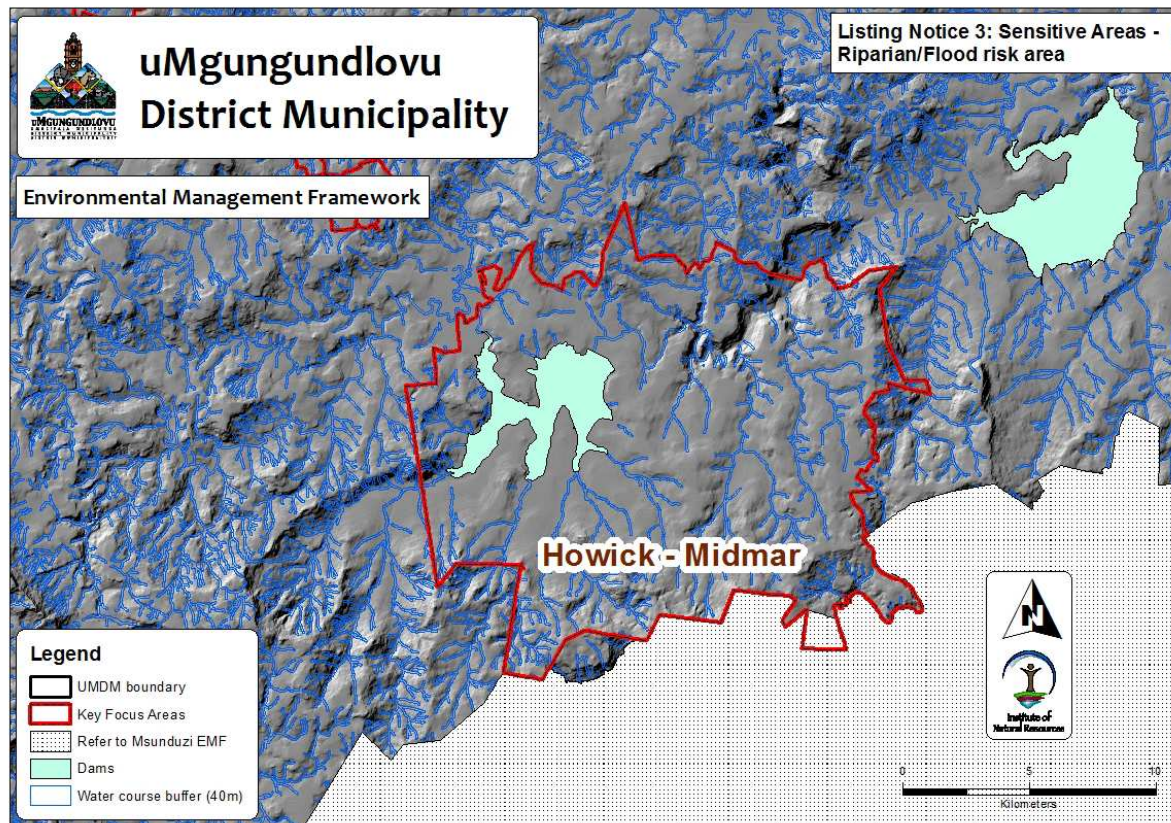 uMgungundlovu
District Municipality
uMGUNGUNDLOVU
Listing Notice 3: Sensitive Areas -
Riparian/Flood risk area
Environmental Management Framework
Howick - Midmar
Legend
UMDM boundary
Key Focus Areas
Refer to Msunduzi EMF
Dams
Water course buffer (40m)
N
Institute of
Natural Resources
0 5 10
Kilometers